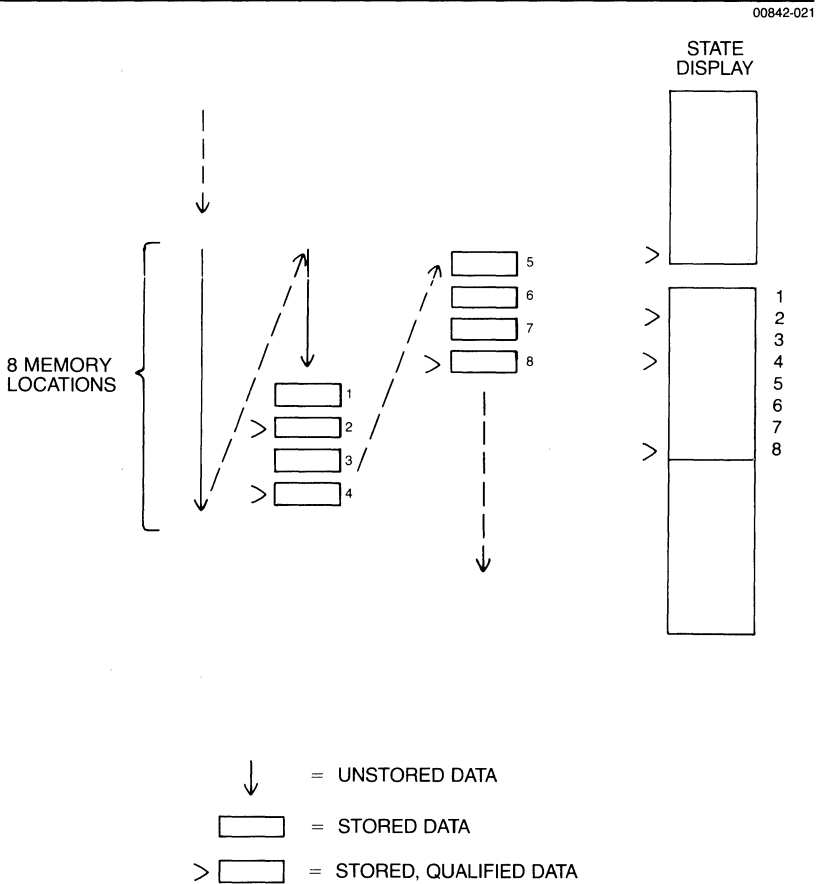 00842-021
STATE
DISPLAY
8 MEMORY
LOCATIONS
1
2
3
4
5
6
7
8
1
2
3
4
5
6
7
8
= UNSTORED DATA
= STORED DATA
> = STORED, QUALIFIED DATA